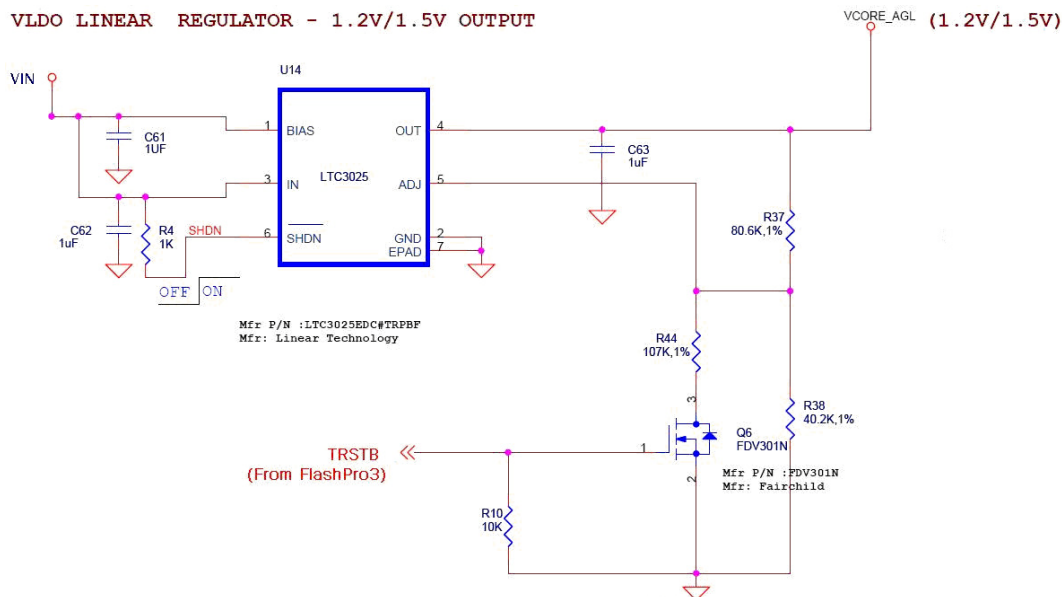 VLDO LINEAR REGULATOR - 1.2V/1.5V OUTPUT
VCORE_AGL (1.2V/1.5V)
VIN
U14
C61
1UF
1
BIAS
OUT
4
C63
1uF
LTC3025
3
IN
ADJ
5
C62
1uF
R4
1K
SHDN
6
SHDN
GND
2
EPAD
7
R37
80.6K,1%
OFF
ON
Mfr P/N :LTC3025EDC#TRPBF
Mfr: Linear Technology
R44
107K,1%
3
R38
40.2K,1%
Q6
FDV301N
1
TRSTB
(From FlashPro3)
2
Mfr P/N :FDV301N
Mfr: Fairchild
R10
10K